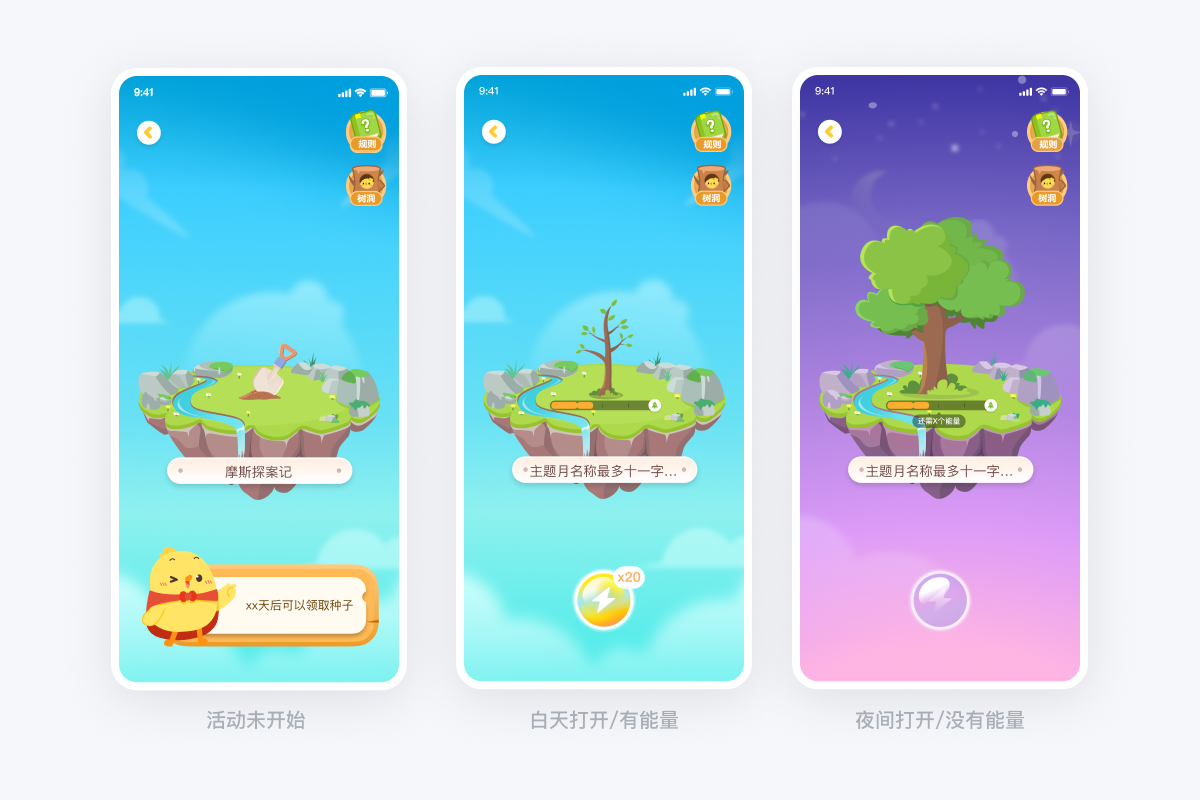 9:41
?
规则
树洞
摩斯探案记
xx天后可以领取种子
活动未开始
9:41
?
规则
树洞
主题月名称最多十一字...
x20
白天打开/有能量
9:41
?
规则
树洞
还需X个能量
主题月名称最多十一字...
夜间打开/没有能量